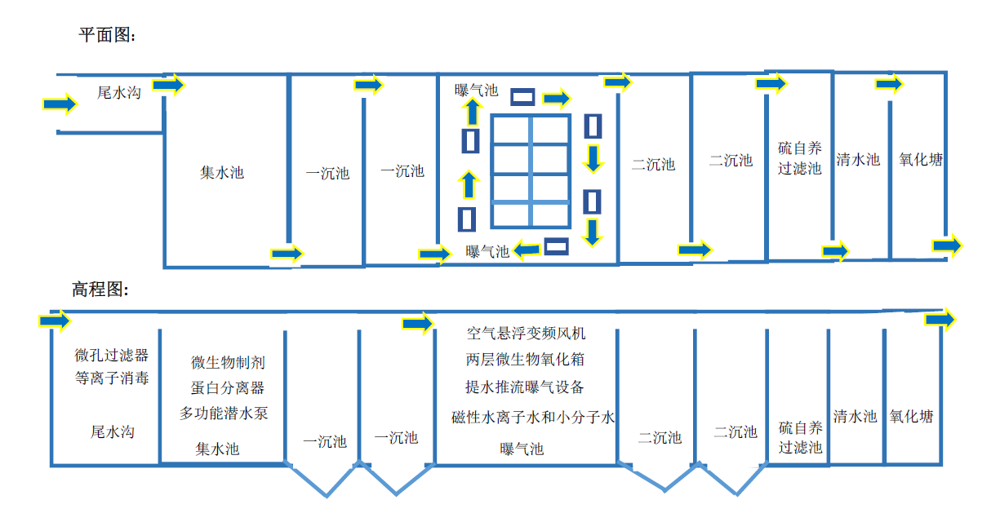 平面图:
尾水沟
集水池
一沉池
一沉池
曝气池
曝气池
二沉池
二沉池
硫自养
过滤池
清水池
氧化塘
高程图:
微孔过滤器
等离子消毒
尾水沟
微生物制剂
蛋白分离器
多功能潜水泵
集水池
一沉池
一沉池
空气悬浮变频风机
两层微生物氧化箱
提水推流曝气设备
磁性水离子水和小分子水
曝气池
二沉池
二沉池
硫自养
过滤池
清水池
氧化塘